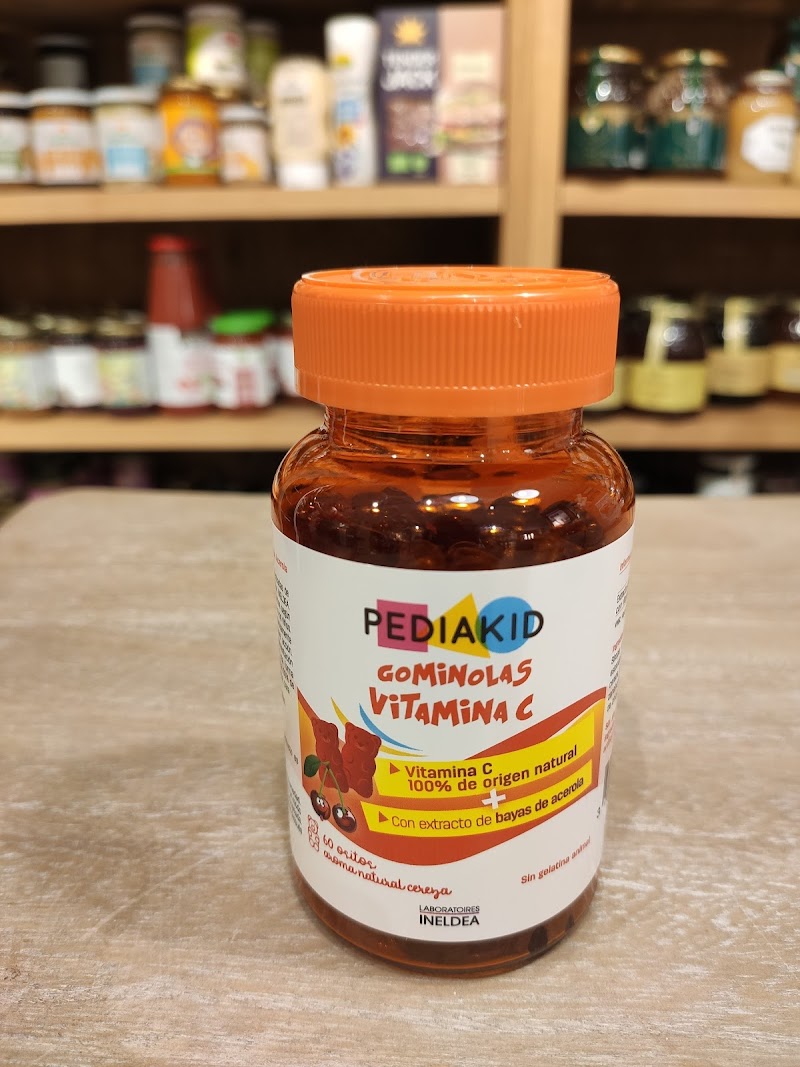 PEDIAKID
GOMINOLAS
VITAMINA C
Vitamina C
100% de origen natural
+
Con extracto de bayas de acerola
60 ositos
aroma natural cereza
Sin gelatina animal
LABORATOIRES
INELDEA